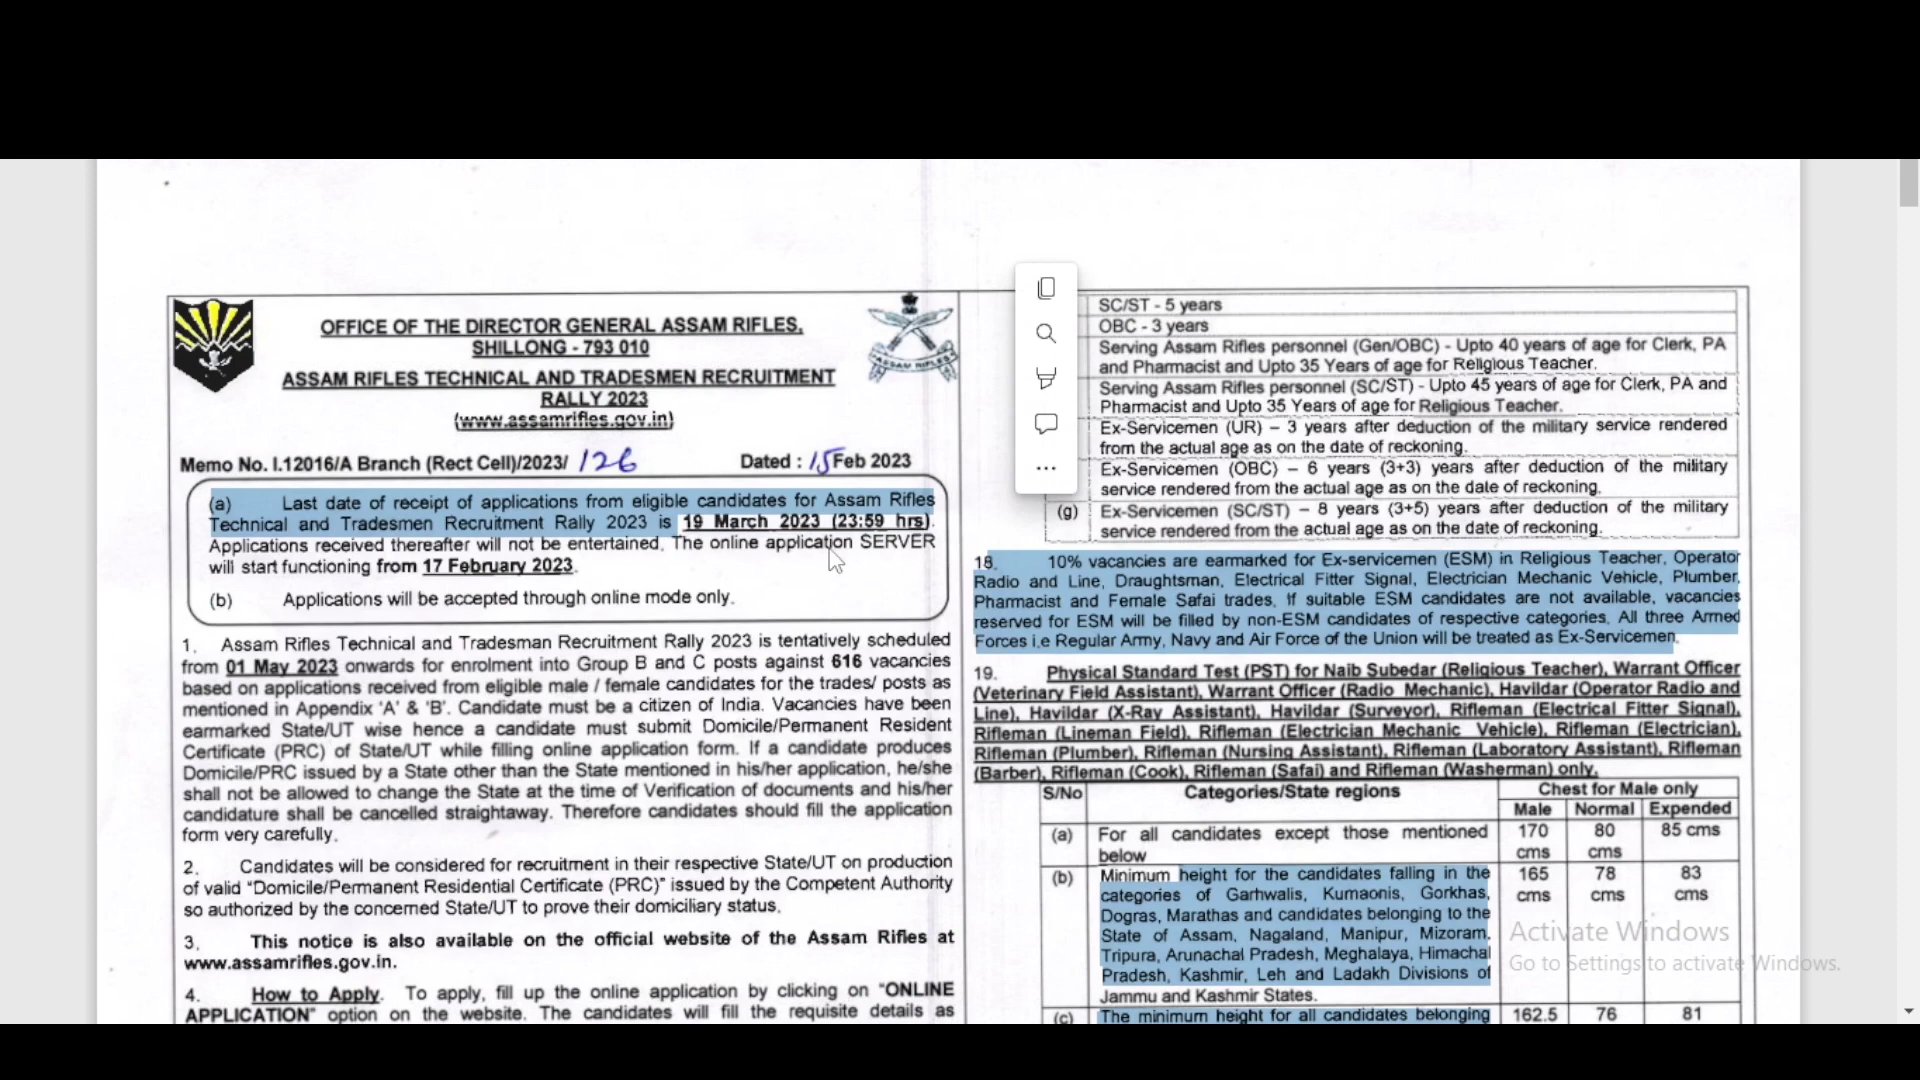 OFFICE OF THE DIRECTOR GENERAL ASSAM RIFLES,
SHILLONG - 793 010
ASSAM RIFLES TECHNICAL AND TRADESMEN RECRUITMENT
RALLY 2023
(www.assamrifles.gov.in)
ASSAM RIFLES
Memo No. I.12016/A Branch (Rect Cell)/2023/ 126 Dated : 15 Feb 2023
(a) Last date of receipt of applications from eligible candidates for Assam Rifles
Technical and Tradesmen Recruitment Rally 2023 is 19 March 2023 (23:59 hrs).
Applications received thereafter will not be entertained. The online application SERVER
will start functioning from 17 February 2023.
(b) Applications will be accepted through online mode only.
1. Assam Rifles Technical and Tradesman Recruitment Rally 2023 is tentatively scheduled
from 01 May 2023 onwards for enrolment into Group B and C posts against 616 vacancies
based on applications received from eligible male / female candidates for the trades/ posts as
mentioned in Appendix 'A' & 'B'. Candidate must be a citizen of India. Vacancies have been
earmarked State/UT wise hence a candidate must submit Domicile/Permanent Resident
Certificate (PRC) of State/UT while filling online application form. If a candidate produces
Domicile/PRC issued by a State other than the State mentioned in his/her application, he/she
shall not be allowed to change the State at the time of Verification of documents and his/her
candidature shall be cancelled straightaway. Therefore candidates should fill the application
form very carefully.
2. Candidates will be considered for recruitment in their respective State/UT on production
of valid "Domicile/Permanent Residential Certificate (PRC)" issued by the Competent Authority
so authorized by the concerned State/UT to prove their domiciliary status.
3. This notice is also available on the official website of the Assam Rifles at
www.assamrifles.gov.in.
4. How to Apply. To apply, fill up the online application by clicking on "ONLINE
APPLICATION" option on the website. The candidates will fill the requisite details as
SC/ST - 5 years
OBC - 3 years
Serving Assam Rifles personnel (Gen/OBC) - Upto 40 years of age for Clerk, PA
and Pharmacist and Upto 35 Years of age for Religious Teacher.
Serving Assam Rifles personnel (SC/ST) - Upto 45 years of age for Clerk, PA and
Pharmacist and Upto 35 Years of age for Religious Teacher.
Ex-Servicemen (UR) – 3 years after deduction of the military service rendered
from the actual age as on the date of reckoning.
Ex-Servicemen (OBC) – 6 years (3+3) years after deduction of the military
service rendered from the actual age as on the date of reckoning.
(g) Ex-Servicemen (SC/ST) – 8 years (3+5) years after deduction of the military
service rendered from the actual age as on the date of reckoning.
18. 10% vacancies are earmarked for Ex-servicemen (ESM) in Religious Teacher, Operator
Radio and Line, Draughtsman, Electrical Fitter Signal, Electrician Mechanic Vehicle, Plumber,
Pharmacist and Female Safai trades. If suitable ESM candidates are not available, vacancies
reserved for ESM will be filled by non-ESM candidates of respective categories. All three Armed
Forces i.e Regular Army, Navy and Air Force of the Union will be treated as Ex-Servicemen.
19. Physical Standard Test (PST) for Naib Subedar (Religious Teacher), Warrant Officer
(Veterinary Field Assistant), Warrant Officer (Radio Mechanic), Havildar (Operator Radio and
Line), Havildar (X-Ray Assistant), Havildar (Surveyor), Rifleman (Electrical Fitter Signal),
Rifleman (Lineman Field), Rifleman (Electrician Mechanic Vehicle), Rifleman (Electrician),
Rifleman (Plumber), Rifleman (Nursing Assistant), Rifleman (Laboratory Assistant), Rifleman
(Barber), Rifleman (Cook), Rifleman (Safai) and Rifleman (Washerman) only.
S/No Categories/State regions Chest for Male only
Male Normal Expended
(a) For all candidates except those mentioned 170 80 85 cms
below cms cms
(b) Minimum height for the candidates falling in the 165 78 83
categories of Garhwalis, Kumaonis, Gorkhas, cms cms cms
Dogras, Marathas and candidates belonging to the
State of Assam, Nagaland, Manipur, Mizoram,
Tripura, Arunachal Pradesh, Meghalaya, Himachal
Pradesh, Kashmir, Leh and Ladakh Divisions of
Jammu and Kashmir States.
(c) The minimum height for all candidates belonging 162.5 76 81
Activate Windows
Go to Settings to activate Windows.